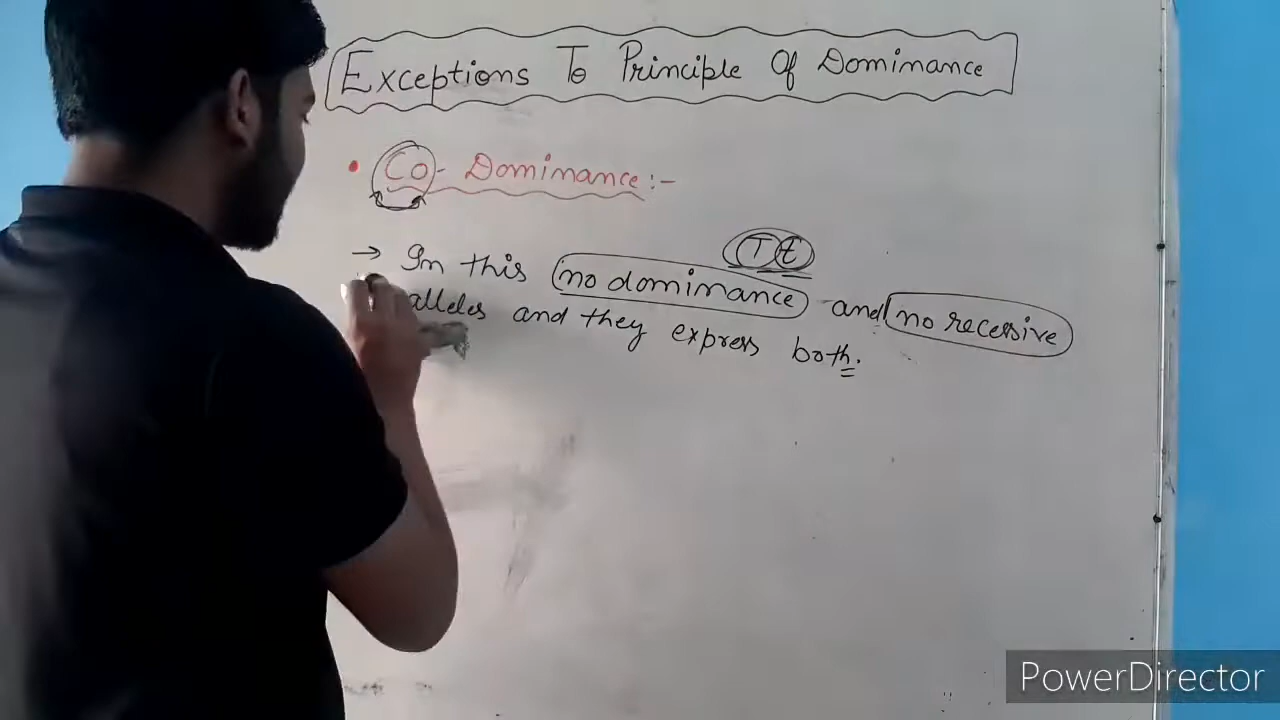 Exceptions To Principle Of Dominance
• Co - Dominance :-
T t
→ In this no dominance and no recessive
alleles and they express both.
PowerDirector